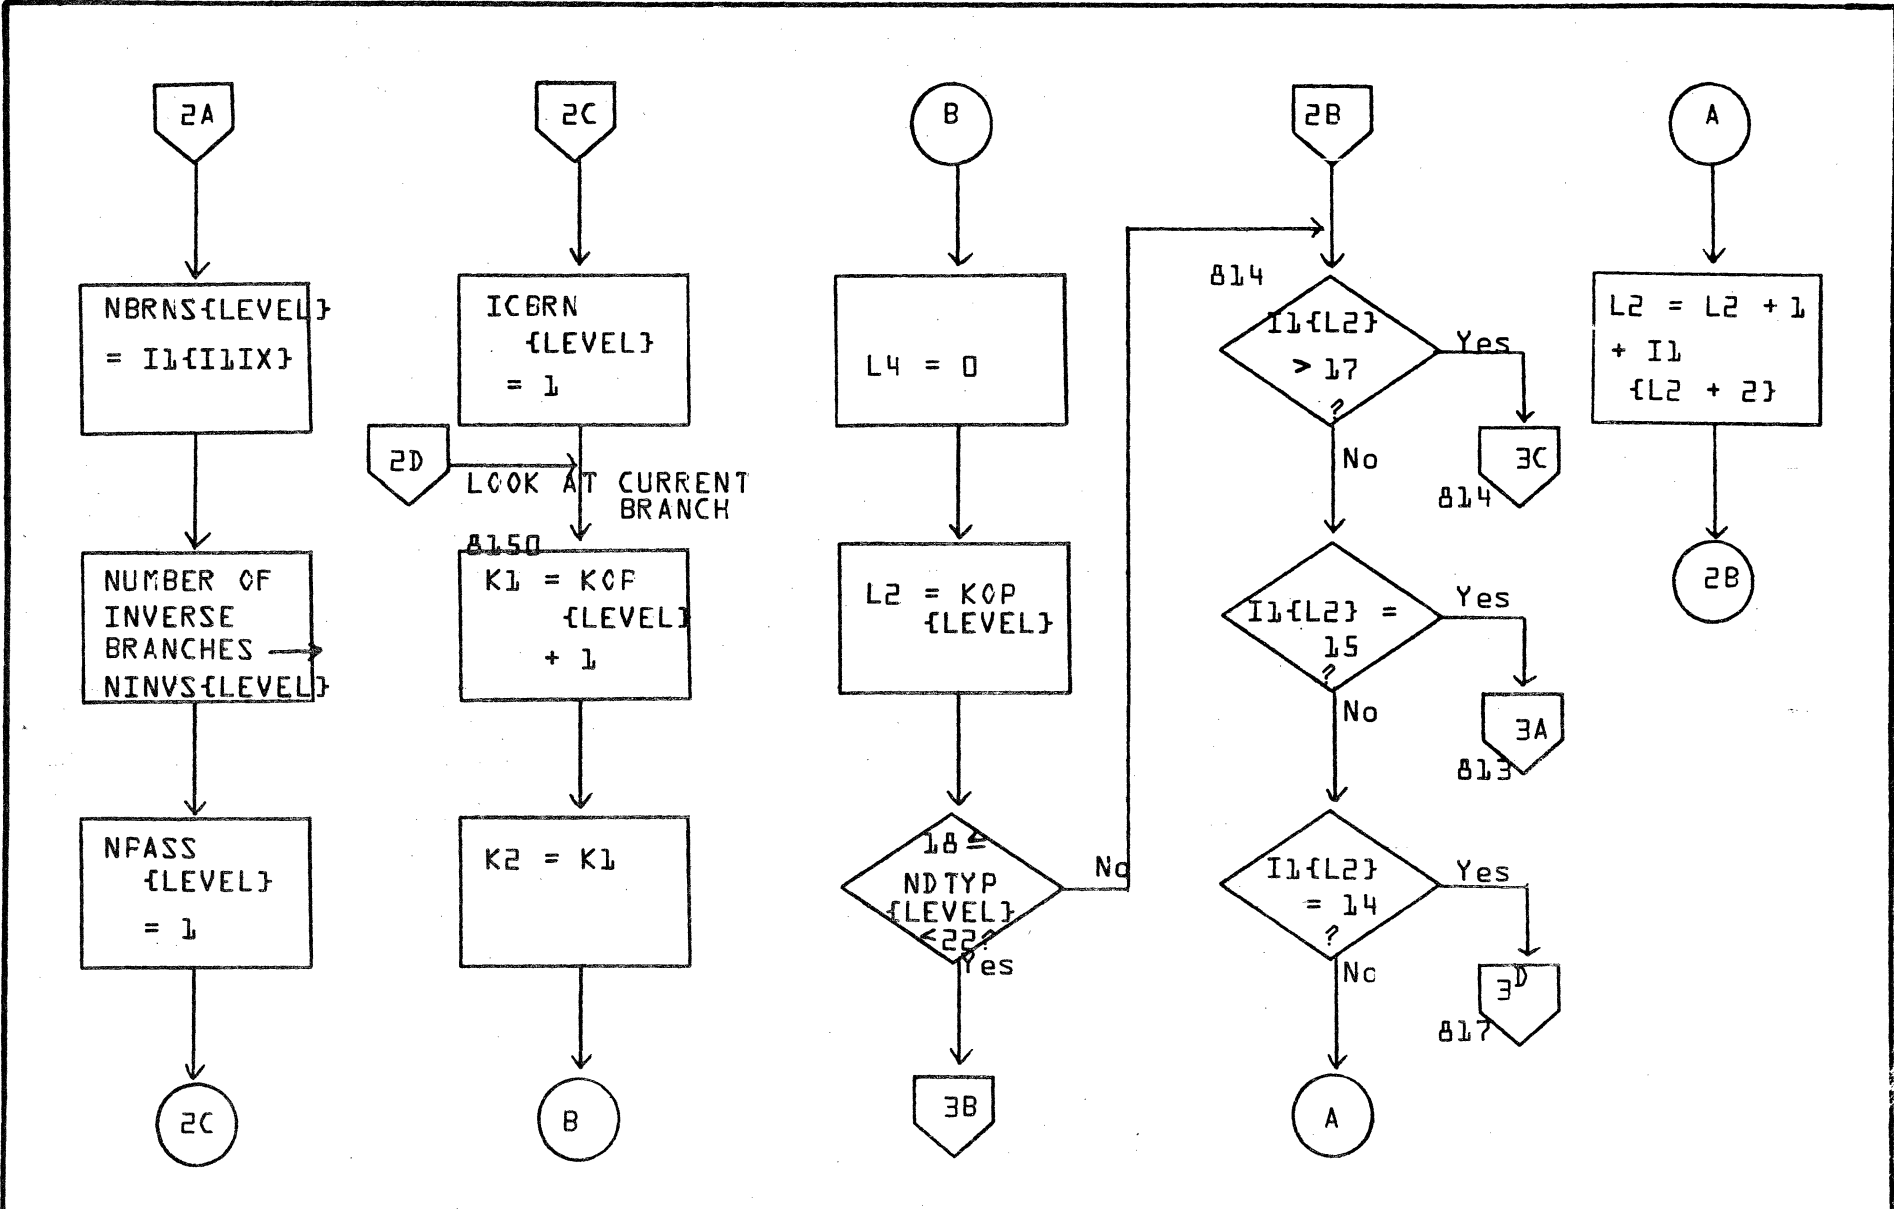 2A
NBRNS{LEVEL}
= I1{I1IX}
NUMBER OF
INVERSE
BRANCHES →
NINVS{LEVEL}
NPASS
{LEVEL}
= 1
2C
2C
ICBRN
{LEVEL}
= 1
2D
LOOK AT CURRENT
BRANCH
8150
K1 = KOP
{LEVEL}
+ 1
K2 = K1
B
B
L4 = 0
L2 = KOP
{LEVEL}
18 ≤
NDTYP
{LEVEL}
<22?
No
Yes
3B
2B
814
I1{L2}
> 17
?
Yes
No
3C
814
I1{L2} =
15
?
Yes
No
3A
813
I1{L2}
= 14
?
Yes
No
3D
817
A
A
L2 = L2 + 1
+ I1
{L2 + 2}
2B